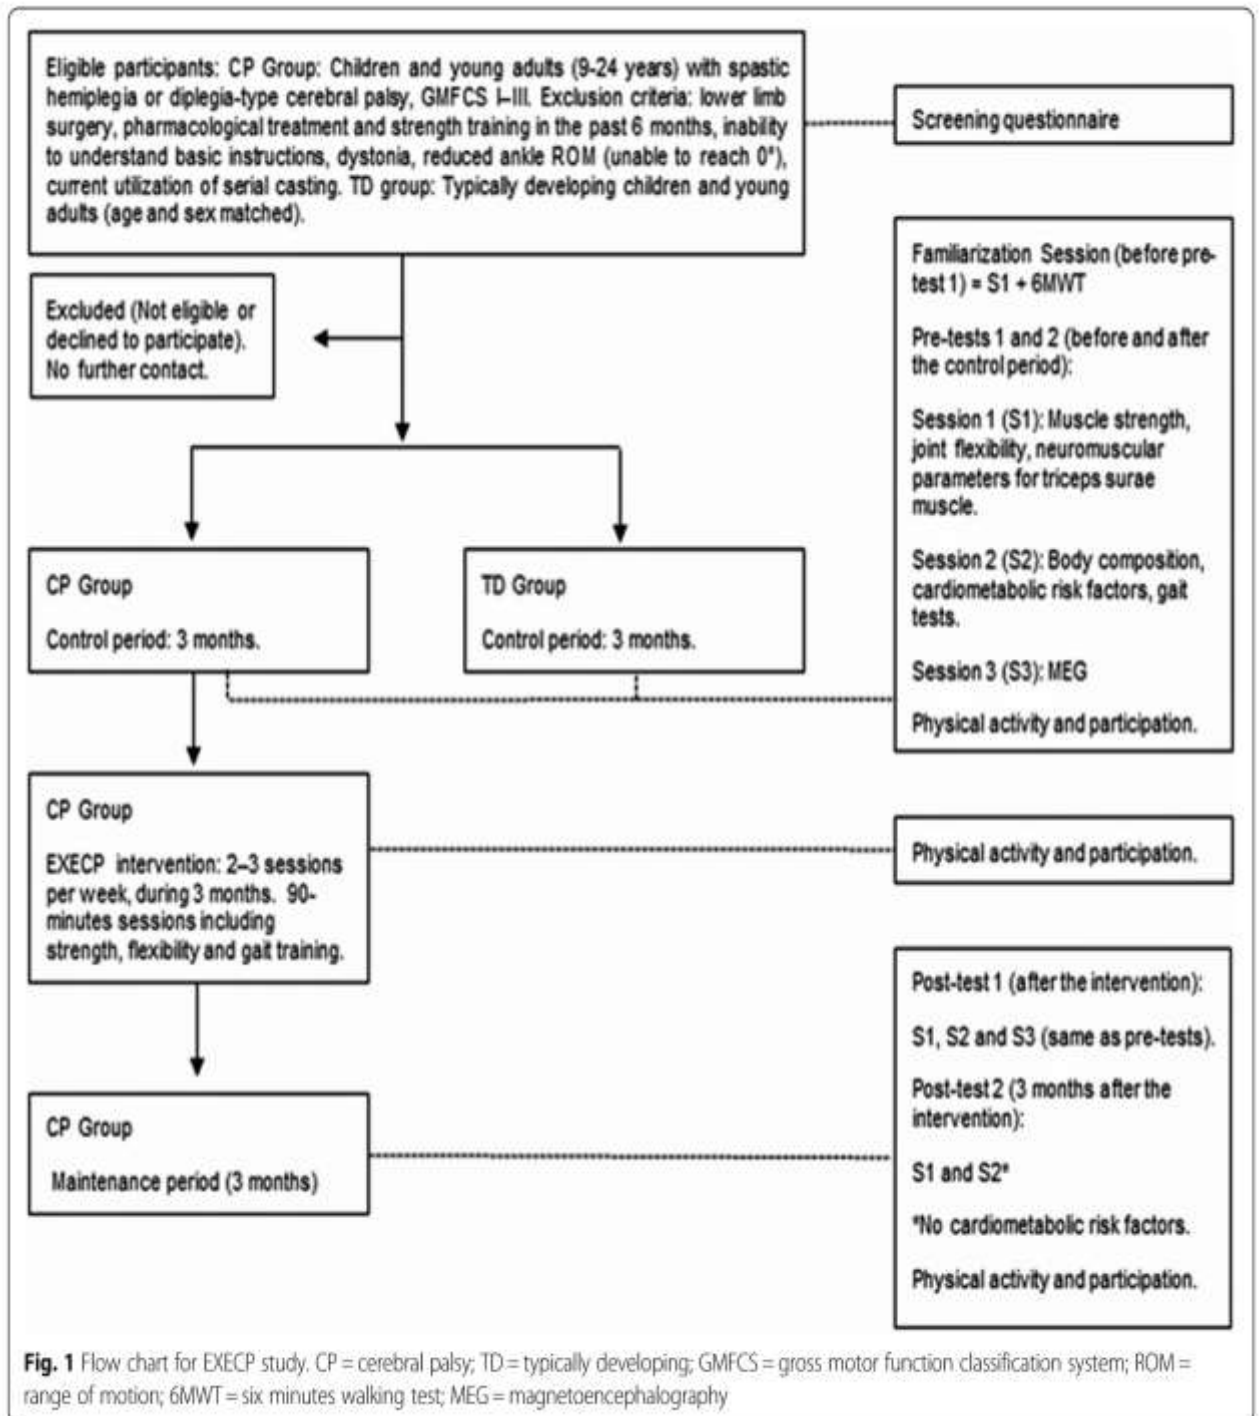 Eligible participants: CP Group: Children and young adults (9-24 years) with spastic
hemiplegia or diplegia-type cerebral palsy, GMFCS I–III. Exclusion criteria: lower limb
surgery, pharmacological treatment and strength training in the past 6 months, inability
to understand basic instructions, dystonia, reduced ankle ROM (unable to reach 0°),
current utilization of serial casting. TD group: Typically developing children and young
adults (age and sex matched).
Screening questionnaire
Excluded (Not eligible or
declined to participate).
No further contact.
Familiarization Session (before pre-
test 1) = S1 + 6MWT
Pre-tests 1 and 2 (before and after
the control period):
Session 1 (S1): Muscle strength,
joint flexibility, neuromuscular
parameters for triceps surae
muscle.
Session 2 (S2): Body composition,
cardiometabolic risk factors, gait
tests.
Session 3 (S3): MEG
Physical activity and participation.
CP Group
Control period: 3 months.
TD Group
Control period: 3 months.
CP Group
EXECP intervention: 2–3 sessions
per week, during 3 months. 90-
minutes sessions including
strength, flexibility and gait training.
Physical activity and participation.
CP Group
Maintenance period (3 months)
Post-test 1 (after the intervention):
S1, S2 and S3 (same as pre-tests).
Post-test 2 (3 months after the
intervention):
S1 and S2*
*No cardiometabolic risk factors.
Physical activity and participation.
Fig. 1 Flow chart for EXECP study. CP = cerebral palsy; TD = typically developing; GMFCS = gross motor function classification system; ROM =
range of motion; 6MWT = six minutes walking test; MEG = magnetoencephalography